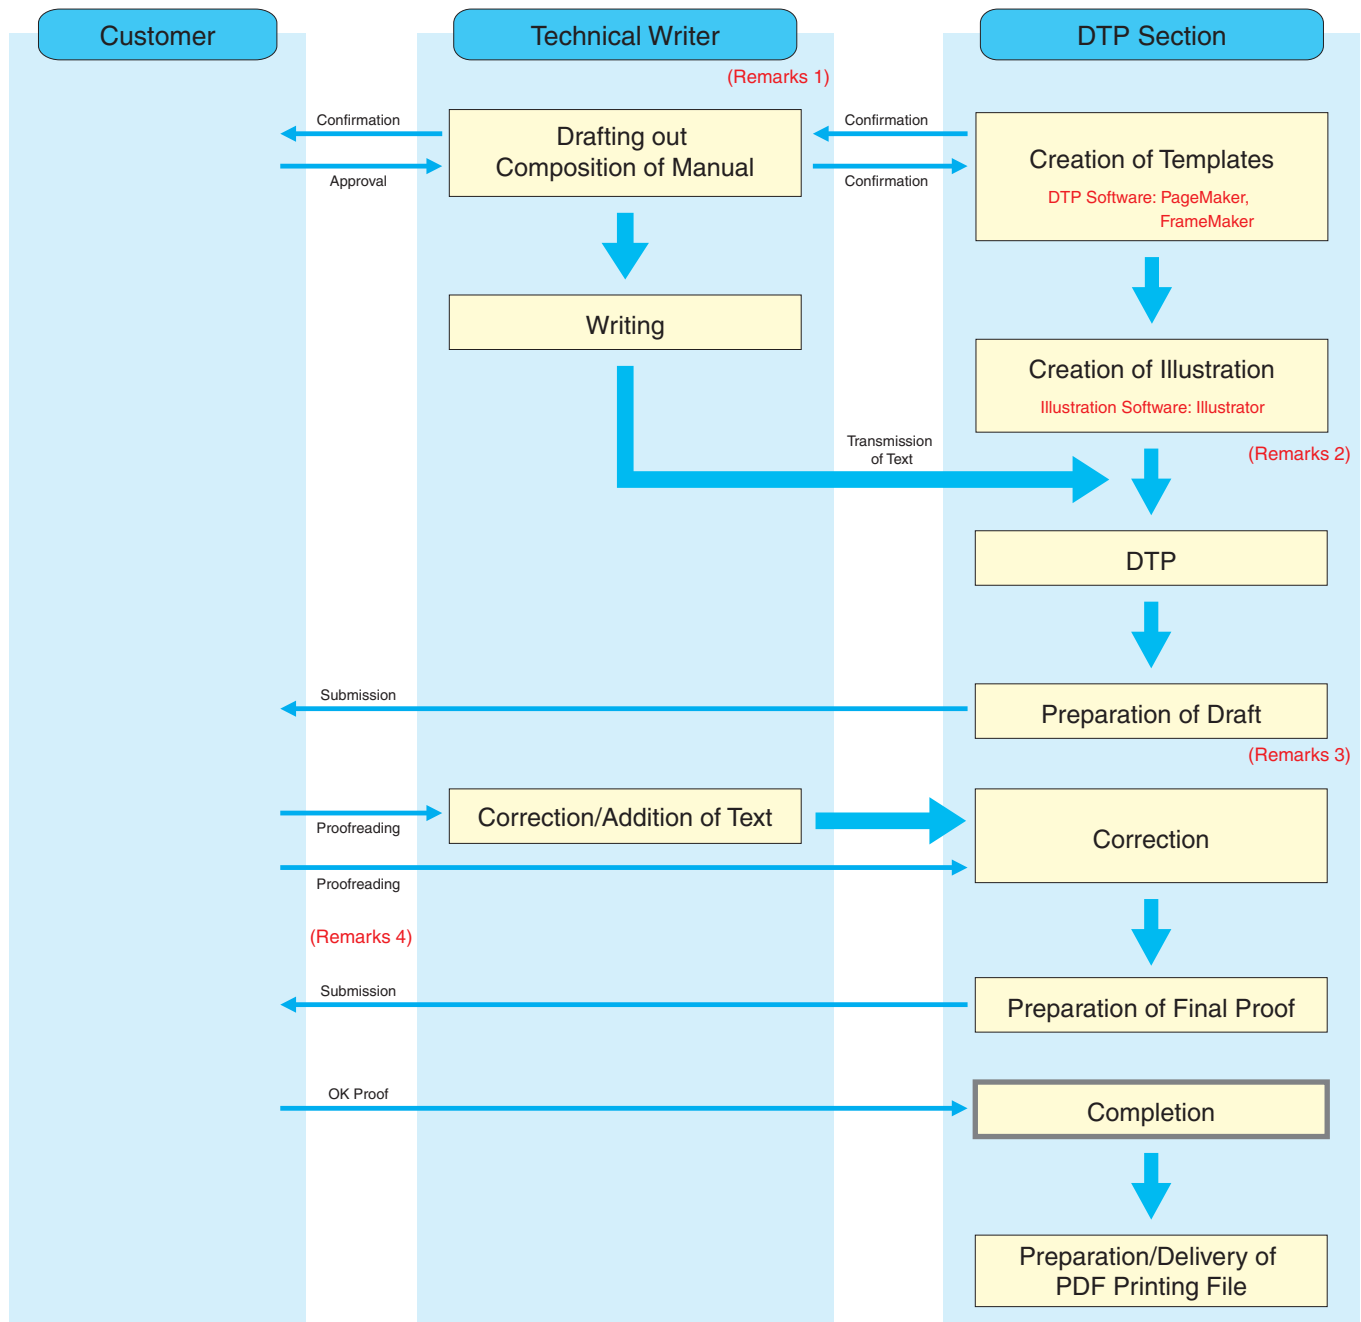 Customer
Technical Writer
DTP Section
(Remarks 1)
Confirmation
Approval
Drafting out
Composition of Manual
Confirmation
Confirmation
Creation of Templates
DTP Software: PageMaker,
FrameMaker
Writing
Creation of Illustration
Illustration Software: Illustrator
Transmission
of Text
(Remarks 2)
DTP
Submission
Preparation of Draft
(Remarks 3)
Proofreading
Correction/Addition of Text
Correction
Proofreading
(Remarks 4)
Submission
Preparation of Final Proof
OK Proof
Completion
Preparation/Delivery of
PDF Printing File